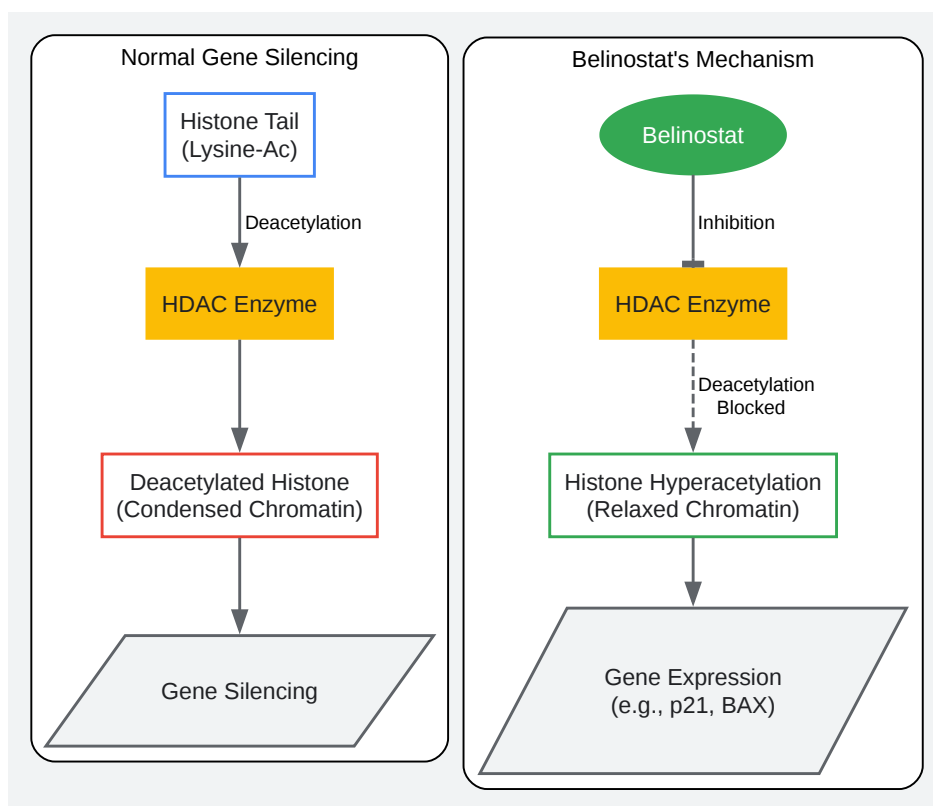 Normal Gene Silencing
Histone Tail
(Lysine-Ac)
Deacetylation
HDAC Enzyme
Deacetylated Histone
(Condensed Chromatin)
Gene Silencing
Belinostat's Mechanism
Belinostat
Inhibition
HDAC Enzyme
Deacetylation
Blocked
Histone Hyperacetylation
(Relaxed Chromatin)
Gene Expression
(e.g., p21, BAX)